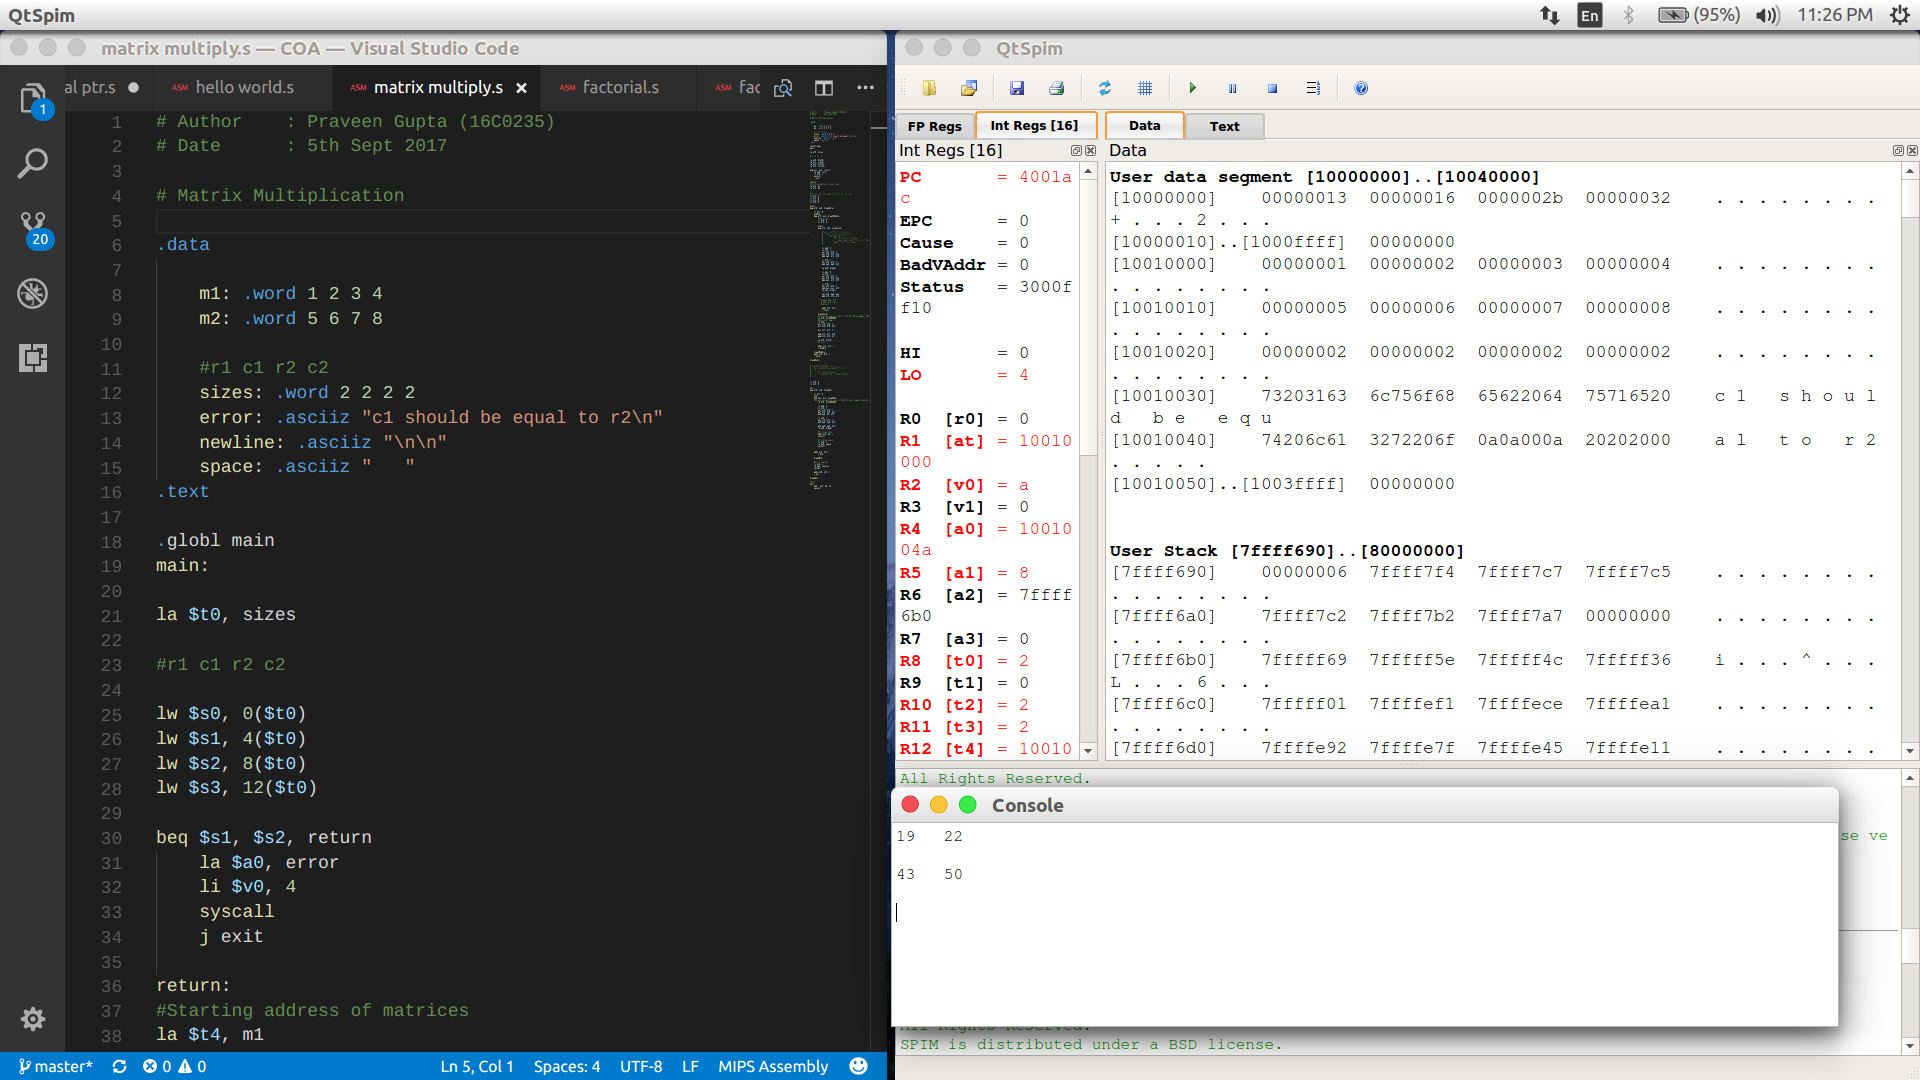 QtSpim
En
(95%)
11:26 PM
matrix multiply.s — COA — Visual Studio Code
al ptr.s
ASM hello world.s
ASM matrix multiply.s
ASM factorial.s
ASM fac
1
20
1 # Author    : Praveen Gupta (16C0235)
2 # Date      : 5th Sept 2017
3
4 # Matrix Multiplication
5
6 .data
7
8 m1: .word 1 2 3 4
9 m2: .word 5 6 7 8
10
11 #r1 c1 r2 c2
12 sizes: .word 2 2 2 2
13 error: .asciiz "c1 should be equal to r2\n"
14 newline: .asciiz "\n\n"
15 space: .asciiz "   "
16 .text
17
18 .globl main
19 main:
20
21 la $t0, sizes
22
23 #r1 c1 r2 c2
24
25 lw $s0, 0($t0)
26 lw $s1, 4($t0)
27 lw $s2, 8($t0)
28 lw $s3, 12($t0)
29
30 beq $s1, $s2, return
31 la $a0, error
32 li $v0, 4
33 syscall
34 j exit
35
36 return:
37 #Starting address of matrices
38 la $t4, m1
master* 0 0 Ln 5, Col 1 Spaces: 4 UTF-8 LF MIPS Assembly
QtSpim
FP Regs Int Regs [16] Data Text
Int Regs [16]
PC = 4001a
c
EPC = 0
Cause = 0
BadVAddr = 0
Status = 3000f
f10
HI = 0
LO = 4
R0 [r0] = 0
R1 [at] = 10010
000
R2 [v0] = a
R3 [v1] = 0
R4 [a0] = 10010
04a
R5 [a1] = 8
R6 [a2] = 7ffff
6b0
R7 [a3] = 0
R8 [t0] = 2
R9 [t1] = 0
R10 [t2] = 2
R11 [t3] = 2
R12 [t4] = 10010
Data
User data segment [10000000]..[10040000]
[10000000] 00000013 00000016 0000002b 00000032 . . . . . . . .
+ . . . 2 . . .
[10000010]..[1000ffff] 00000000
[10010000] 00000001 00000002 00000003 00000004 . . . . . . . .
. . . . . . . .
[10010010] 00000005 00000006 00000007 00000008 . . . . . . . .
. . . . . . . .
[10010020] 00000002 00000002 00000002 00000002 . . . . . . . .
. . . . . . . .
[10010030] 73203163 6c756f68 65622064 75716520 c 1   s h o u l
d   b e   e q u
[10010040] 74206c61 3272206f 0a0a000a 20202000 a l   t o   r 2
. . . . .
[10010050]..[1003ffff] 00000000
User Stack [7ffff690]..[80000000]
[7ffff690] 00000006 7ffff7f4 7ffff7c7 7ffff7c5 . . . . . . . .
. . . . . . . .
[7ffff6a0] 7ffff7c2 7ffff7b2 7ffff7a7 00000000 . . . . . . . .
. . . . . . . .
[7ffff6b0] 7fffff69 7fffff5e 7fffff4c 7fffff36 i . . . ^ . . .
L . . . 6 . . .
[7ffff6c0] 7fffff01 7ffffef1 7ffffece 7ffffea1 . . . . . . . .
. . . . . . . .
[7ffff6d0] 7ffffe92 7ffffe7f 7ffffe45 7ffffe11 . . . . . . . .
All Rights Reserved.
se ve
Console
19   22
43   50
All Rights Reserved.
SPIM is distributed under a BSD license.